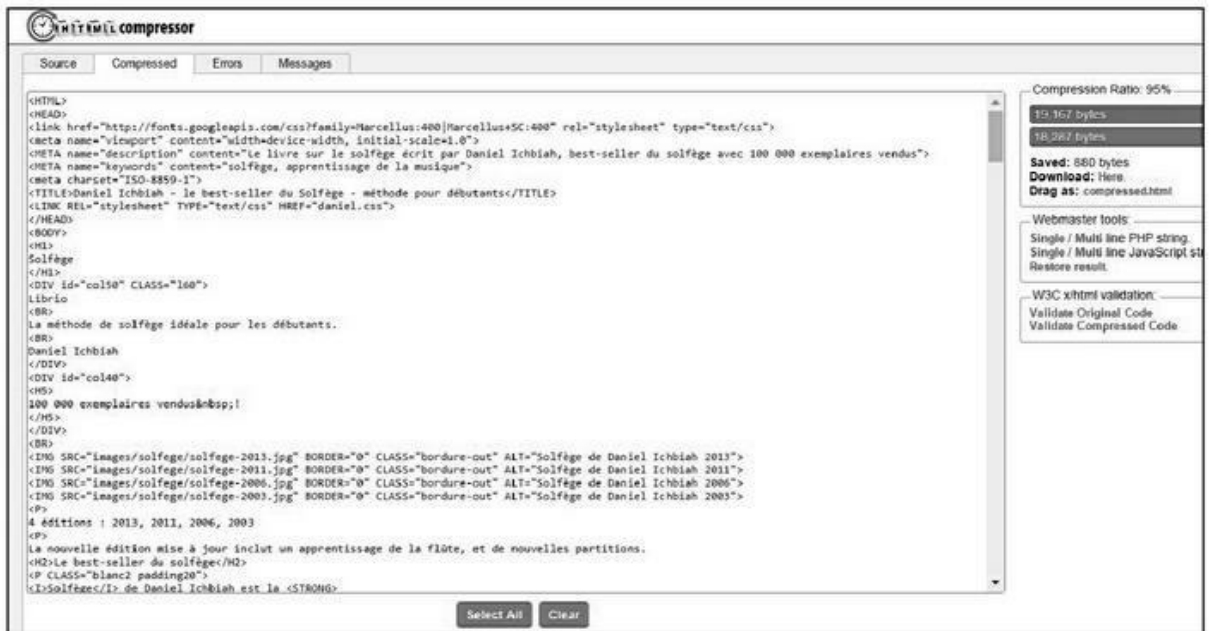 compressor
Source Compressed Errors Messages
<HTML>
<HEAD>
<link href="http://fonts.googleapis.com/css?family=Marcellus:400|Marcellus+SC:400" rel="stylesheet" type="text/css">
<meta name="viewport" content="width=device-width, initial-scale=1.0">
<META name="description" content="Le livre sur le solfège écrit par Daniel Ichbiah, best-seller du solfège avec 100 000 exemplaires vendus">
<META name="keywords" content="solfège, apprentissage de la musique">
<meta charset="ISO-8859-1">
<TITLE>Daniel Ichbiah - le best-seller du Solfège - méthode pour débutants</TITLE>
<LINK REL="stylesheet" TYPE="text/css" HREF="daniel.css">
</HEAD>
<BODY>
<H1>
Solfège
</H1>
<DIV id="col50" CLASS="l60">
Librio
<BR>
La méthode de solfège idéale pour les débutants.
<BR>
Daniel Ichbiah
</DIV>
<DIV id="col40">
<H5>
100 000 exemplaires vendus&nbsp;!
</H5>
</DIV>
<BR>
<IMG SRC="images/solfege/solfege-2013.jpg" BORDER="0" CLASS="bordure-out" ALT="Solfège de Daniel Ichbiah 2013">
<IMG SRC="images/solfege/solfege-2011.jpg" BORDER="0" CLASS="bordure-out" ALT="Solfège de Daniel Ichbiah 2011">
<IMG SRC="images/solfege/solfege-2006.jpg" BORDER="0" CLASS="bordure-out" ALT="Solfège de Daniel Ichbiah 2006">
<IMG SRC="images/solfege/solfege-2003.jpg" BORDER="0" CLASS="bordure-out" ALT="Solfège de Daniel Ichbiah 2003">
<P>
4 éditions : 2013, 2011, 2006, 2003
<P>
La nouvelle édition mise à jour inclut un apprentissage de la flûte, et de nouvelles partitions.
<H2>Le best-seller du solfège</H2>
<P CLASS="blanc2 padding20">
<I>Solfège</I> de Daniel Ichbiah est la <STRONG>
Select All Clear
Compression Ratio: 95%
19,167 bytes
18,287 bytes
Saved: 880 bytes
Download: Here.
Drag as: compressed.html
Webmaster tools:
Single / Multi line PHP string.
Single / Multi line JavaScript str
Restore result.
W3C x/html validation:
Validate Original Code
Validate Compressed Code